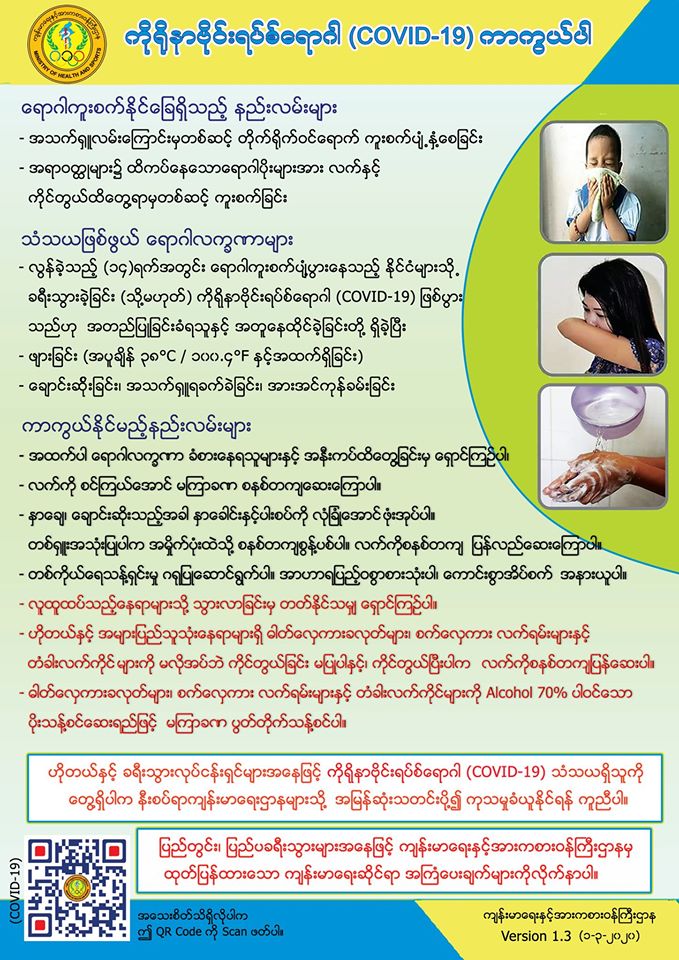 ကျန်းမာရေးနှင့်အားကစားဝန်ကြီးဌာန
MINISTRY OF HEALTH AND SPORTS
ကိုရိုနာဗိုင်းရပ်စ်ရောဂါ (COVID-19) ကာကွယ်ပါ
ရောဂါကူးစက်နိုင်ခြေရှိသည့် နည်းလမ်းများ
- အသက်ရှူလမ်းကြောင်းမှတစ်ဆင့် တိုက်ရိုက်ဝင်ရောက် ကူးစက်ပျံ့နှံ့စေခြင်း
- အရာဝတ္ထုများ၌ ထိကပ်နေသောရောဂါပိုးများအား လက်နှင့်
ကိုင်တွယ်ထိတွေ့ရာမှတစ်ဆင့် ကူးစက်ခြင်း
သံသယဖြစ်ဖွယ် ရောဂါလက္ခဏာများ
- လွန်ခဲ့သည့် (၁၄)ရက်အတွင်း ရောဂါကူးစက်ပျံ့ပွားနေသည့် နိုင်ငံများသို့
ခရီးသွားခဲ့ခြင်း (သို့မဟုတ်) ကိုရိုနာဗိုင်းရပ်စ်ရောဂါ (COVID-19) ဖြစ်ပွား
သည်ဟု အတည်ပြုခြင်းခံရသူနှင့် အတူနေထိုင်ခဲ့ခြင်းတို့ ရှိခဲ့ပြီး
- ဖျားခြင်း (အပူချိန် ၃၈°C / ၁၀၀.၄°F နှင့်အထက်ရှိခြင်း)
- ချောင်းဆိုးခြင်း၊ အသက်ရှူရခက်ခဲခြင်း၊ အားအင်ကုန်ခမ်းခြင်း
ကာကွယ်နိုင်မည့်နည်းလမ်းများ
- အထက်ပါ ရောဂါလက္ခဏာ ခံစားနေရသူများနှင့် အနီးကပ်ထိတွေ့ခြင်းမှ ရှောင်ကြဉ်ပါ၊
- လက်ကို စင်ကြယ်အောင် မကြာခဏ စနစ်တကျဆေးကြောပါ။
- နှာချေ၊ ချောင်းဆိုးသည့်အခါ နှာခေါင်းနှင့်ပါးစပ်ကို လုံခြုံအောင်ဖုံးအုပ်ပါ။
တစ်ရှူးအသုံးပြုပါက အမှိုက်ပုံးထဲသို့ စနစ်တကျစွန့်ပစ်ပါ။ လက်ကိုစနစ်တကျ ပြန်လည်ဆေးကြောပါ။
- တစ်ကိုယ်ရေသန့်ရှင်းမှု ဂရုပြုဆောင်ရွက်ပါ။ အာဟာရပြည့်ဝစွာစားသုံးပါ၊ ကောင်းစွာအိပ်စက် အနားယူပါ။
- လူထူထပ်သည့်နေရာများသို့ သွားလာခြင်းမှ တတ်နိုင်သမျှ ရှောင်ကြဉ်ပါ။
- ဟိုတယ်နှင့် အများပြည်သူသုံးနေရာများရှိ ဓါတ်လှေကားခလုတ်များ၊ စက်လှေကား လက်ရမ်းများနှင့်
တံခါးလက်ကိုင်များကို မလိုအပ်ဘဲ ကိုင်တွယ်ခြင်း မပြုပါနှင့်၊ ကိုင်တွယ်ပြီးပါက လက်ကိုစနစ်တကျပြန်ဆေးပါ။
- ဓါတ်လှေကားခလုတ်များ၊ စက်လှေကား လက်ရမ်းများနှင့် တံခါးလက်ကိုင်များကို Alcohol 70% ပါဝင်သော
ပိုးသန့်စင်ဆေးရည်ဖြင့် မကြာခဏ ပွတ်တိုက်သန့်စင်ပါ။
ဟိုတယ်နှင့် ခရီးသွားလုပ်ငန်းရှင်များအနေဖြင့် ကိုရိုနာဗိုင်းရပ်စ်ရောဂါ (COVID-19) သံသယရှိသူကို
တွေ့ရှိပါက နီးစပ်ရာကျန်းမာရေးဌာနများသို့ အမြန်ဆုံးသတင်းပို့၍ ကုသမှုခံယူနိုင်ရန် ကူညီပါ။
ပြည်တွင်း၊ ပြည်ပခရီးသွားများအနေဖြင့် ကျန်းမာရေးနှင့်အားကစားဝန်ကြီးဌာနမှ
ထုတ်ပြန်ထားသော ကျန်းမာရေးဆိုင်ရာ အကြံပေးချက်များကိုလိုက်နာပါ။
(COVID-19)
အသေးစိတ်သိရှိလိုပါက
ဤ QR Code ကို Scan ဖတ်ပါ။
ကျန်းမာရေးနှင့်အားကစားဝန်ကြီးဌာန
Version 1.3 (၁-၃-၂၀၂၀)